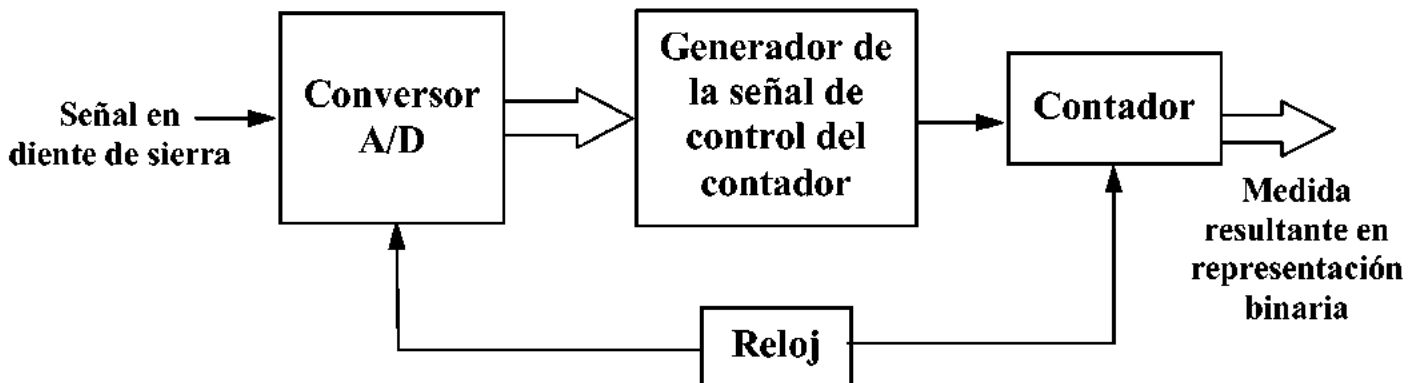 Señal en
diente de sierra
Conversor
A/D
Generador de
la señal de
control del
contador
Contador
Medida
resultante en
representación
binaria
Reloj